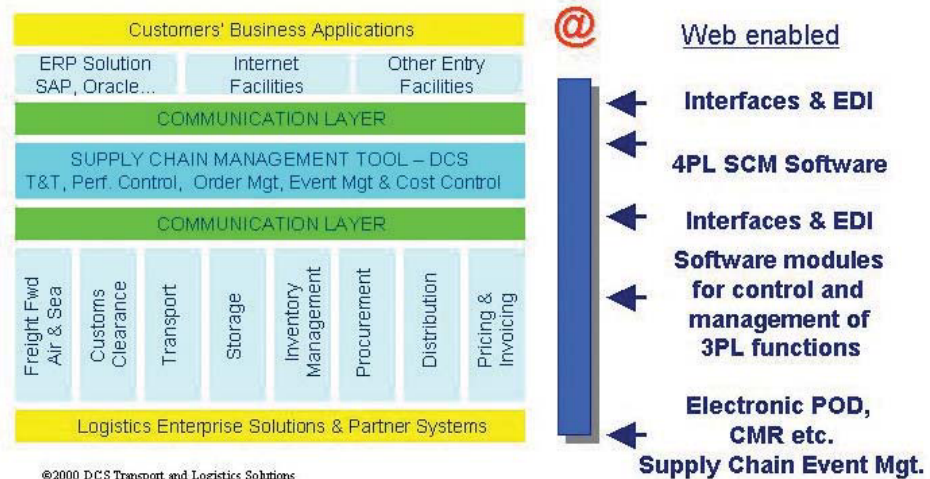 Customers' Business Applications
ERP Solution
SAP, Oracle...
Internet
Facilities
Other Entry
Facilities
COMMUNICATION LAYER
SUPPLY CHAIN MANAGEMENT TOOL – DCS
T&T, Perf. Control, Order Mgt, Event Mgt & Cost Control
COMMUNICATION LAYER
Freight Fwd
Air & Sea
Customs
Clearance
Transport
Storage
Inventory
Management
Procurement
Distribution
Pricing &
Invoicing
Logistics Enterprise Solutions & Partner Systems
©2000 DCS Transport and Logistics Solutions
@
Web enabled
Interfaces & EDI
4PL SCM Software
Interfaces & EDI
Software modules
for control and
management of
3PL functions
Electronic POD,
CMR etc.
Supply Chain Event Mgt.